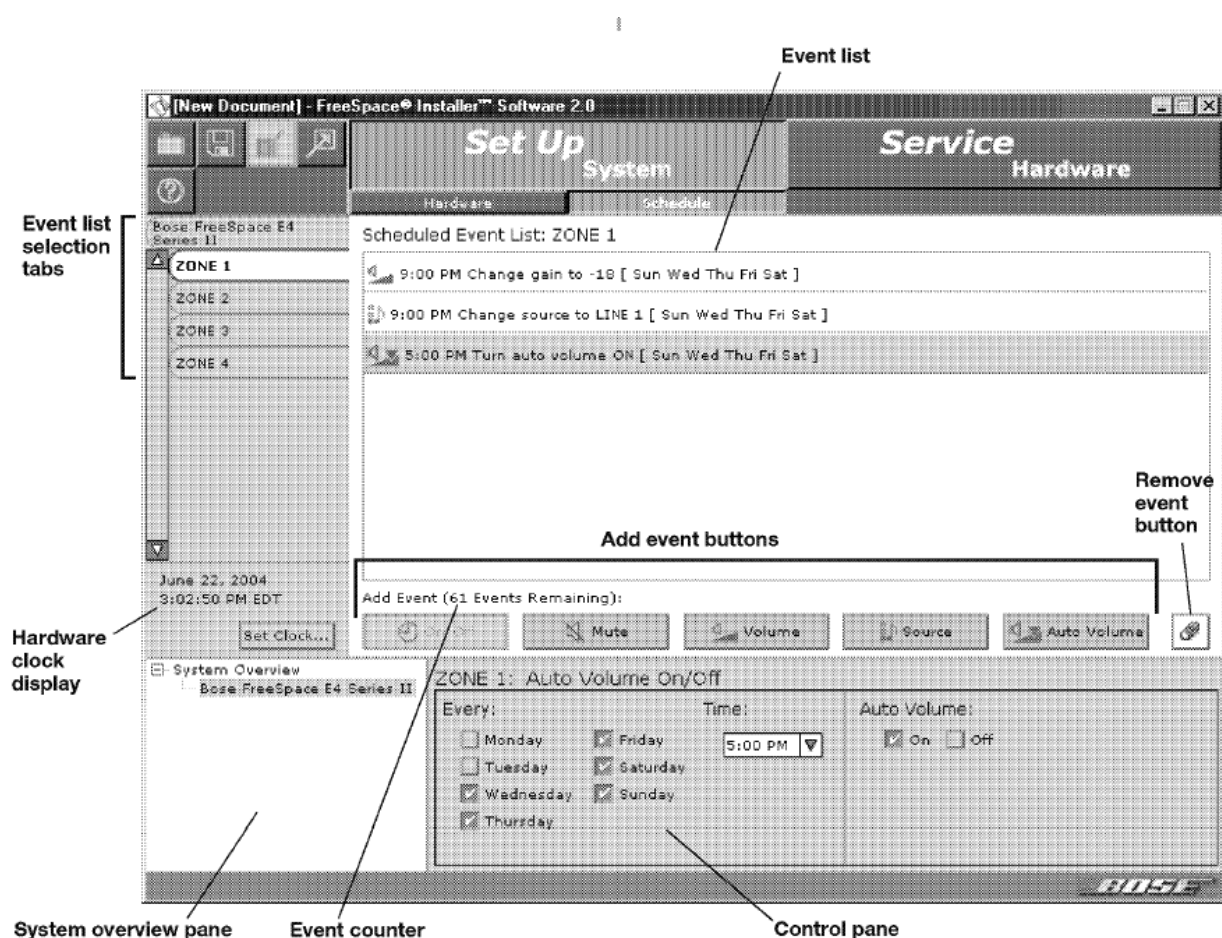 Event list
[New Document] - FreeSpace® Installer™ Software 2.0
Set Up
System
Service
Hardware
Hardware
Schedule
Event list
selection
tabs
Bose FreeSpace E4
Series II
ZONE 1
ZONE 2
ZONE 3
ZONE 4
Scheduled Event List: ZONE 1
9:00 PM Change gain to -18 [ Sun Wed Thu Fri Sat ]
9:00 PM Change source to LINE 1 [ Sun Wed Thu Fri Sat ]
5:00 PM Turn auto volume ON [ Sun Wed Thu Fri Sat ]
Remove
event
button
Add event buttons
June 22, 2004
3:02:50 PM EDT
Set Clock...
Add Event (61 Events Remaining):
Mute
Volume
Source
Auto Volume
Hardware
clock
display
System Overview
Bose FreeSpace E4 Series II
ZONE 1: Auto Volume On/Off
Every:
Time:
Auto Volume:
Monday
Friday
5:00 PM
On
Off
Tuesday
Saturday
Wednesday
Sunday
Thursday
BOSE
System overview pane
Event counter
Control pane